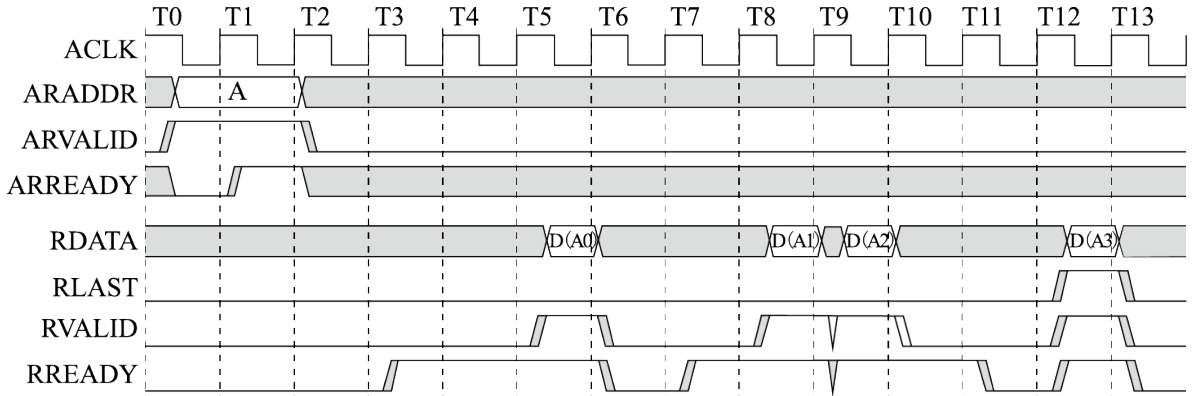 T0 T1 T2 T3 T4 T5 T6 T7 T8 T9 T10 T11 T12 T13
ACLK
ARADDR A
ARVALID
ARREADY
RDATA D(A0) D(A1) D(A2) D(A3)
RLAST
RVALID
RREADY